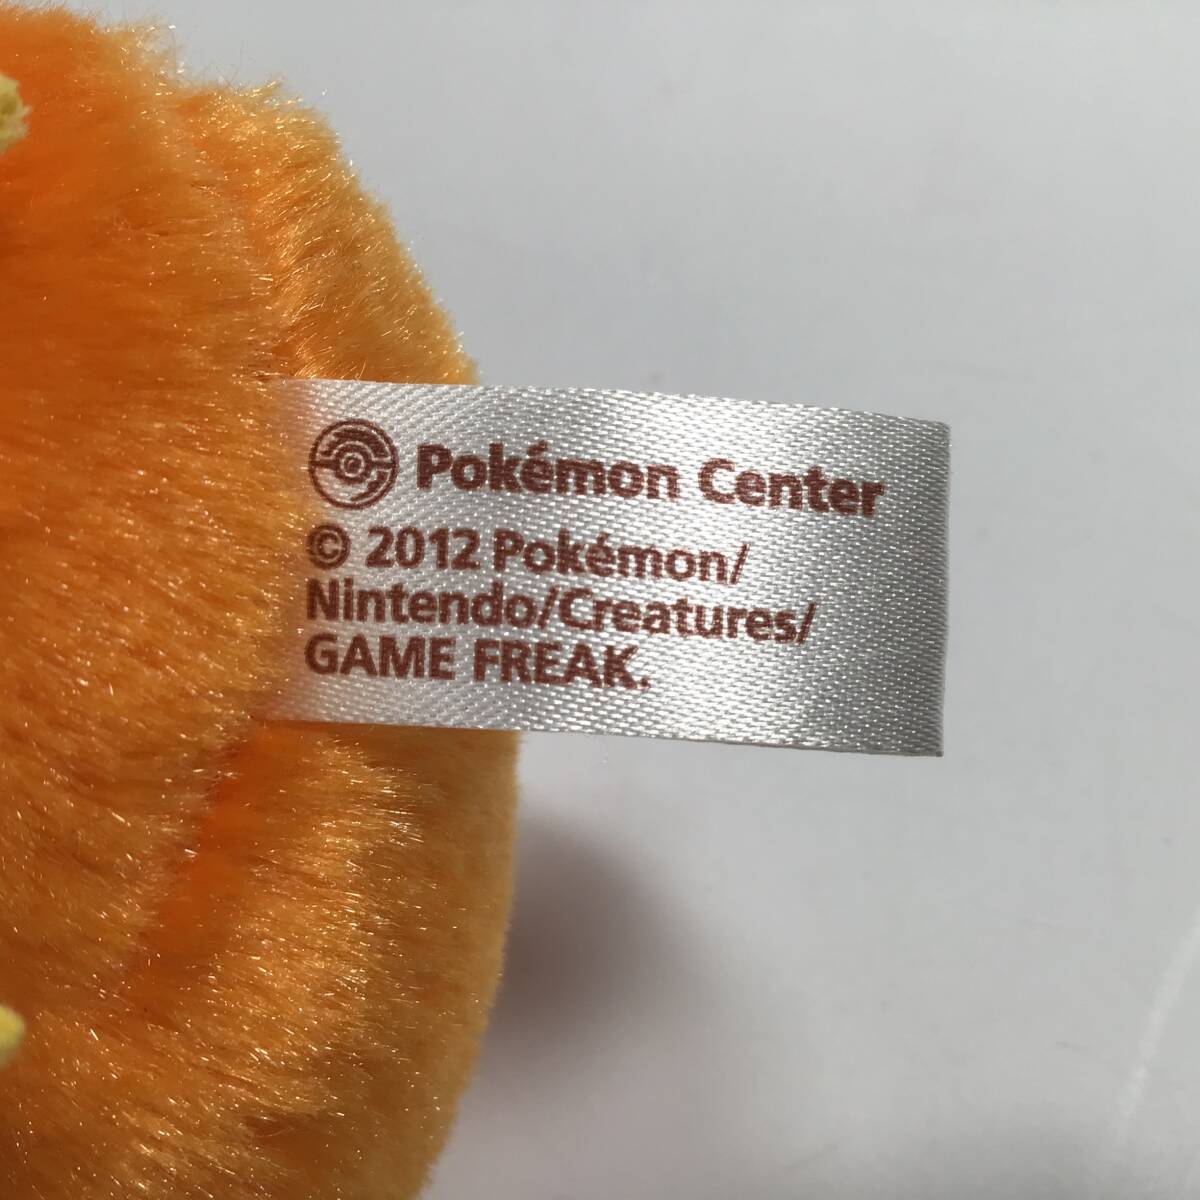 Pokémon Center
© 2012 Pokémon/
Nintendo/Creatures/
GAME FREAK.